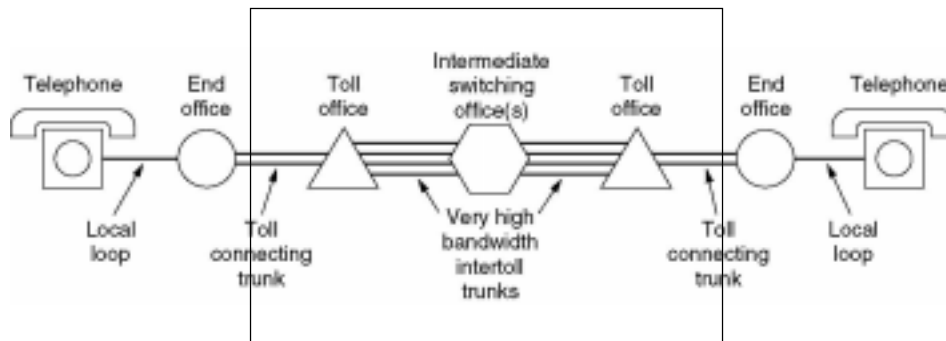 Telephone
End
office
Toll
office
Intermediate
switching
office(s)
Toll
office
End
office
Telephone
Local
loop
Toll
connecting
trunk
Very high
bandwidth
intertoll
trunks
Toll
connecting
trunk
Local
loop